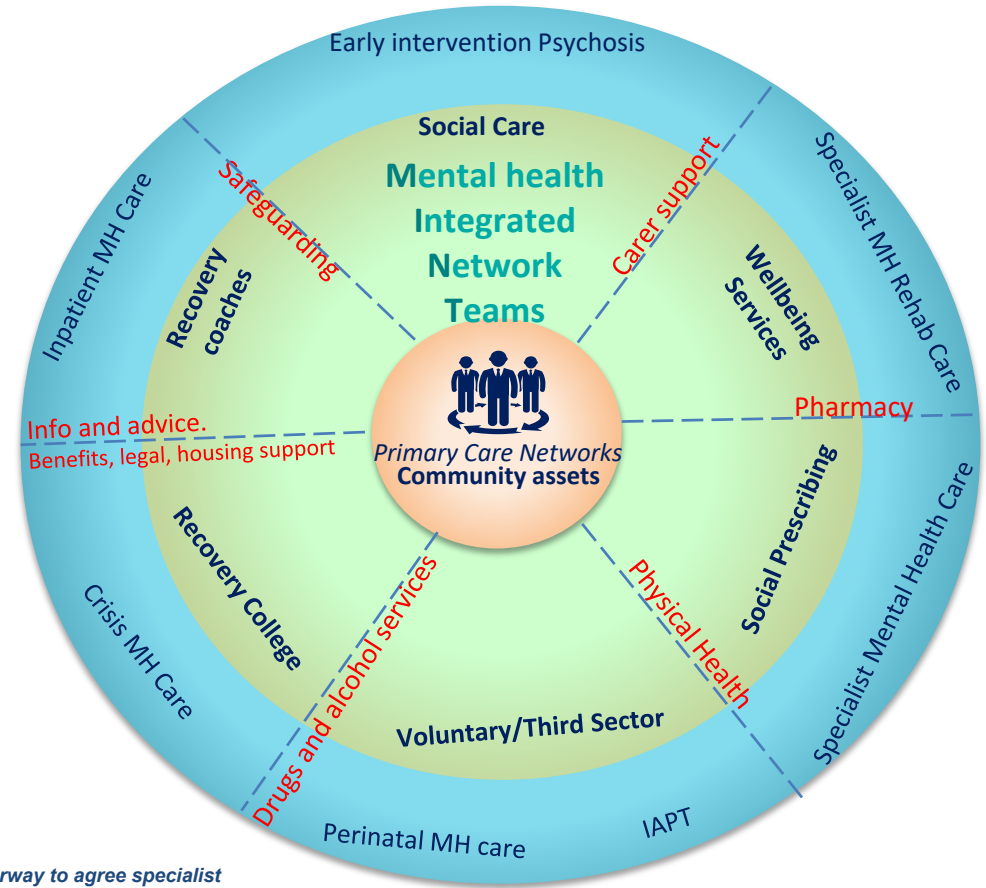 Early intervention Psychosis
Social Care
Mental health
Integrated
Network
Teams
Safeguarding
Carer support
Inpatient MH Care
Specialist MH Rehab Care
Recovery
coaches
Wellbeing
Services
Info and advice.
Benefits, legal, housing support
Pharmacy
Primary Care Networks
Community assets
Recovery College
Social Prescribing
Crisis MH Care
Specialist Mental Health Care
Drugs and alcohol services
Physical Health
Voluntary/Third Sector
Perinatal MH care
IAPT
to agree specialist